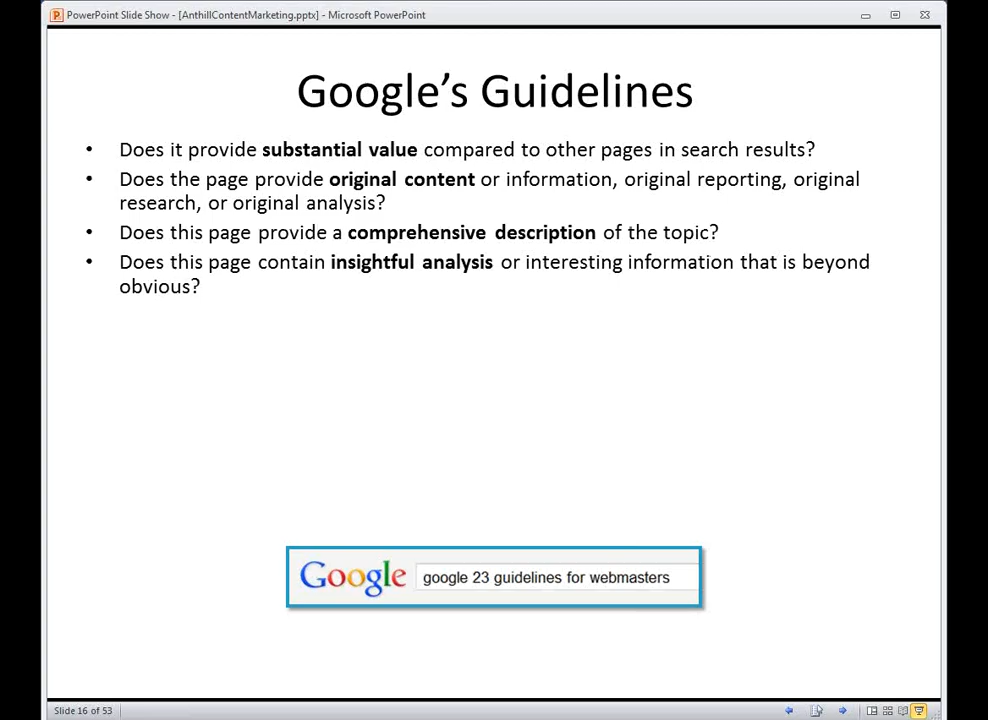 PowerPoint Slide Show - [AnthillContentMarketing.pptx] - Microsoft PowerPoint
Google's Guidelines
• Does it provide substantial value compared to other pages in search results?
• Does the page provide original content or information, original reporting, original
research, or original analysis?
• Does this page provide a comprehensive description of the topic?
• Does this page contain insightful analysis or interesting information that is beyond
obvious?
Google google 23 guidelines for webmasters
Slide 16 of 53